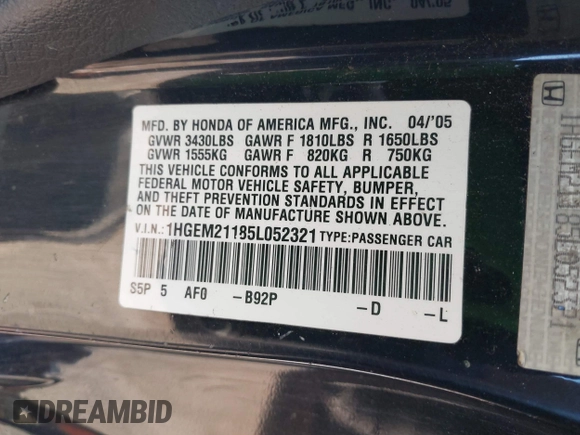 MFD. BY HONDA OF AMERICA MFG., INC. 04/'05
GVWR 3430LBS GAWR F 1810LBS R 1650LBS
GVWR 1555KG GAWR F 820KG R 750KG
THIS VEHICLE CONFORMS TO ALL APPLICABLE
FEDERAL MOTOR VEHICLE SAFETY, BUMPER,
AND THEFT PREVENTION STANDARDS IN EFFECT
ON THE DATE OF MANUFACTURE SHOWN ABOVE.
V.I.N.: 1HGEM21185L052321 TYPE:PASSENGER CAR
S5P 5 AF0 -B92P -D -L
1HGEM21185L052321
DREAMBID